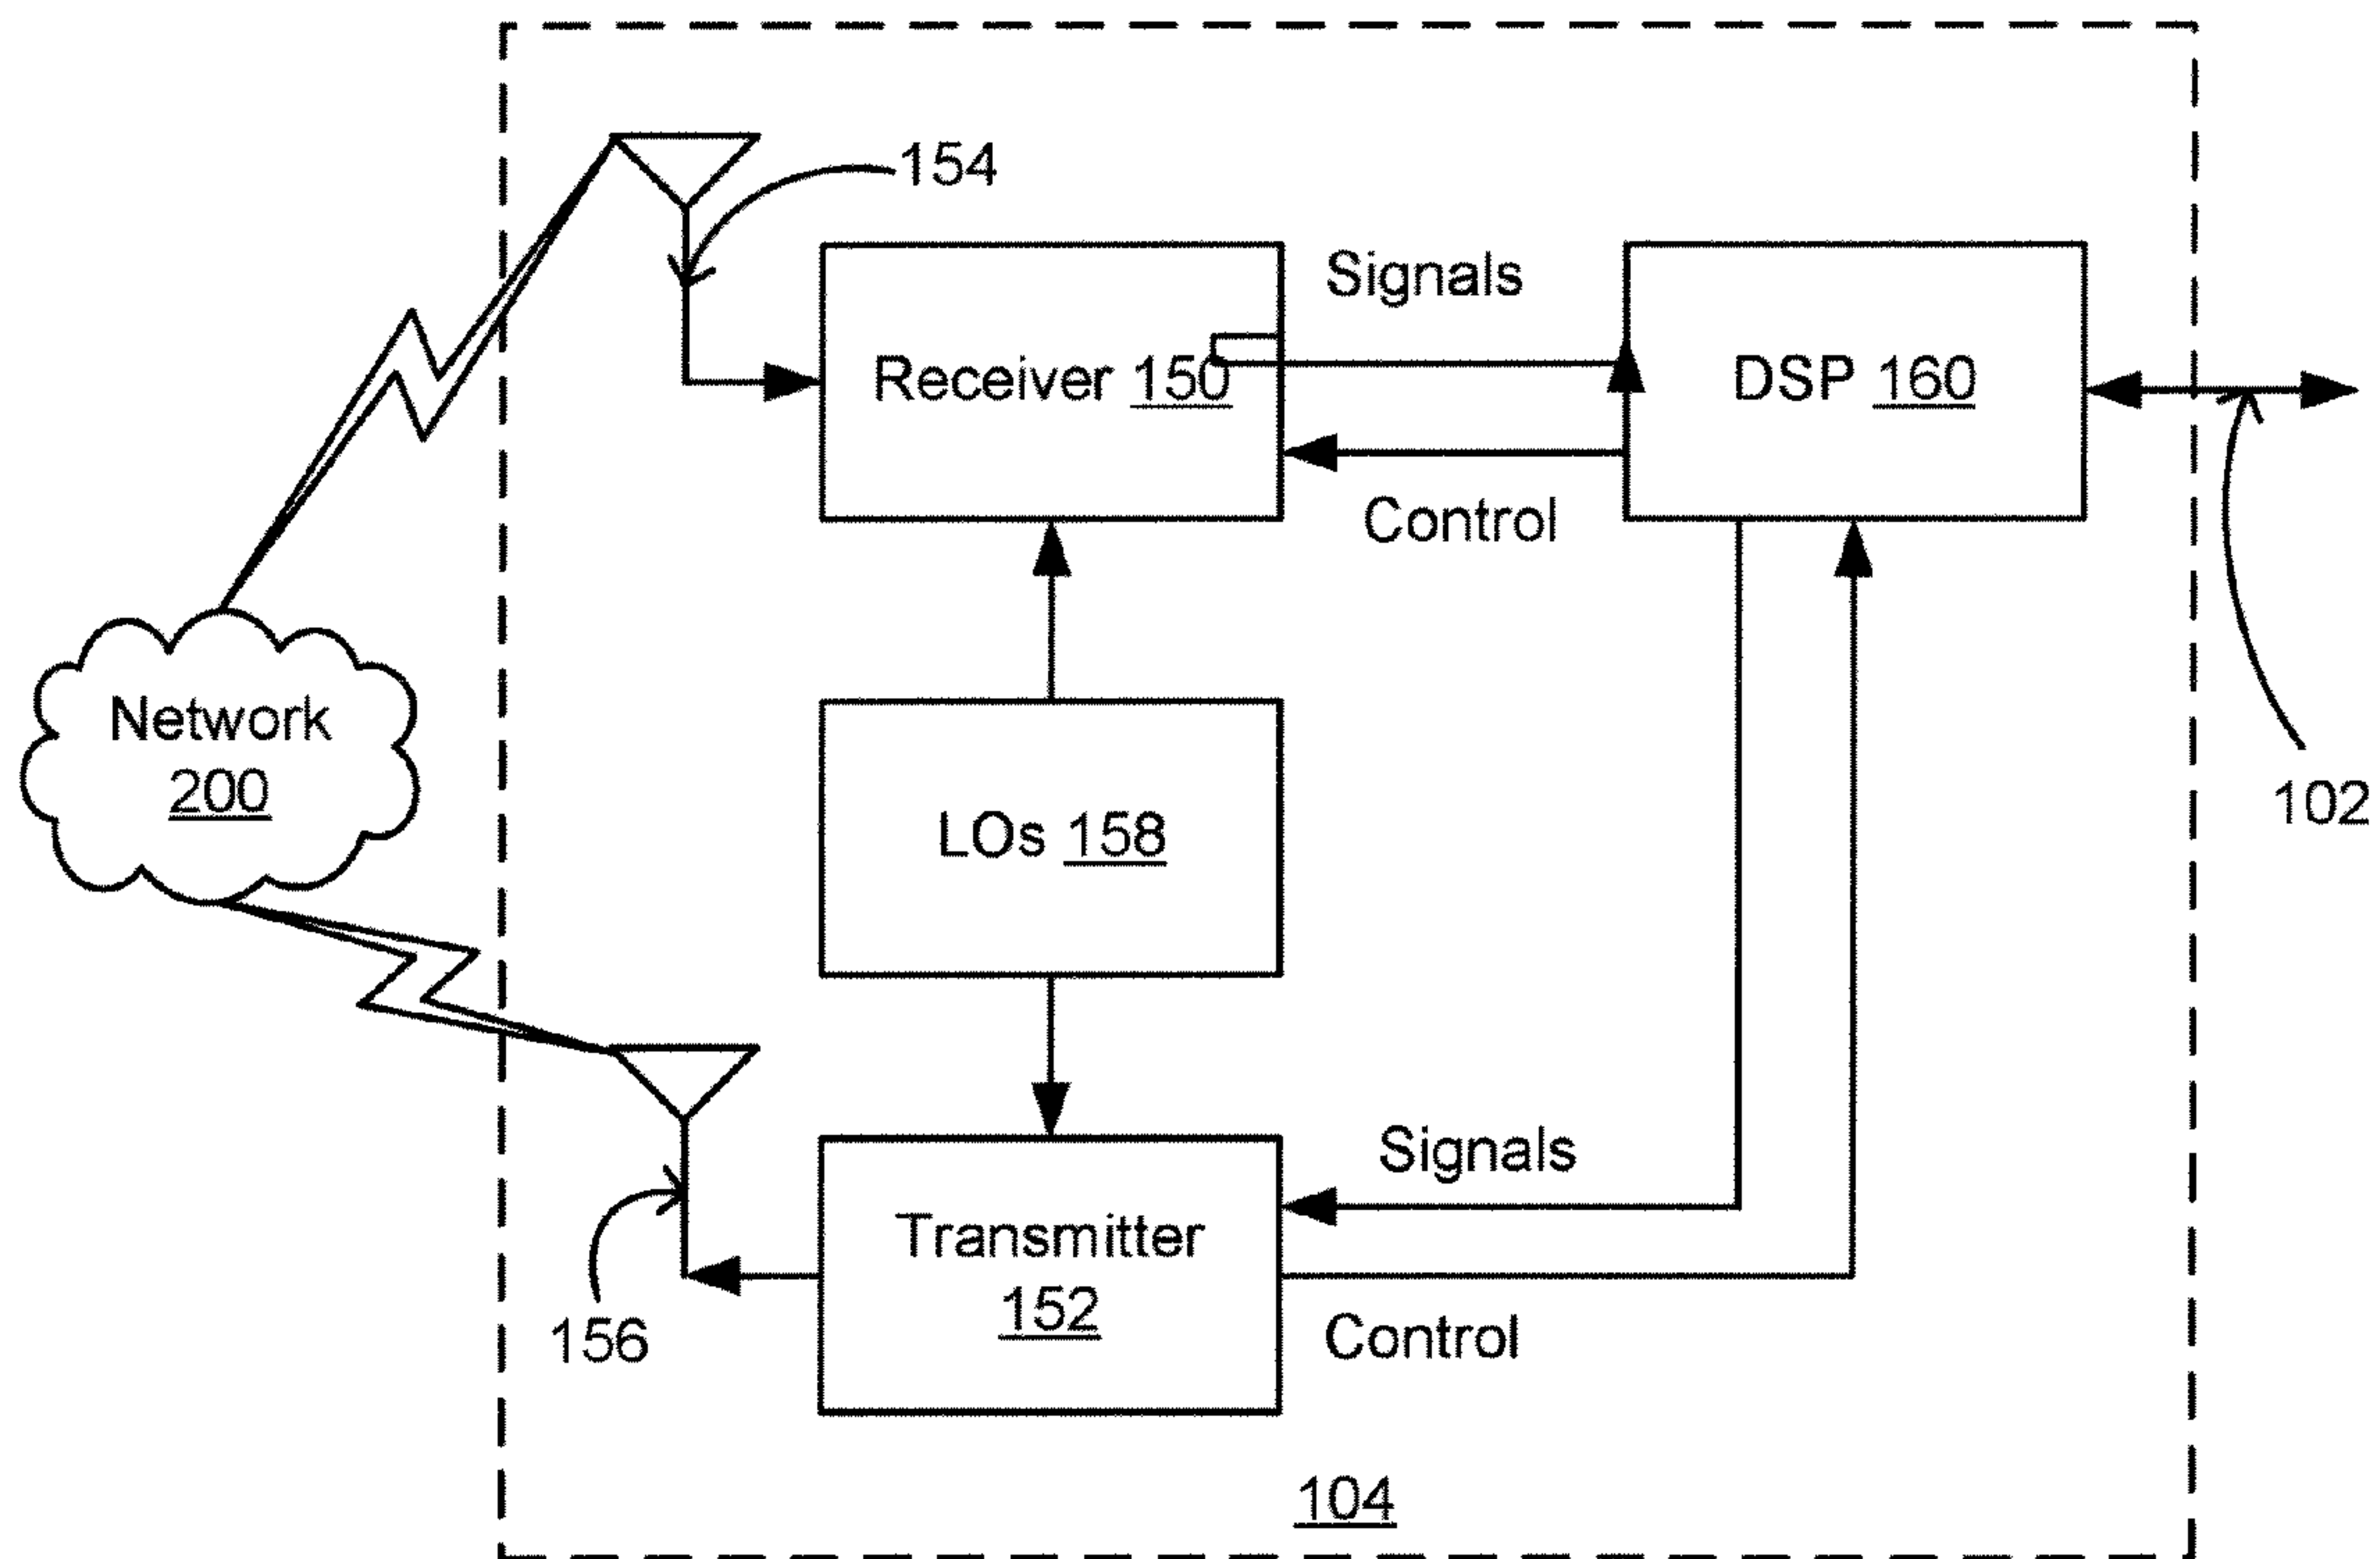 154
Signals
Receiver 150
DSP 160
Control
Network
200
LOs 158
102
Signals
Transmitter
152
156
Control
104